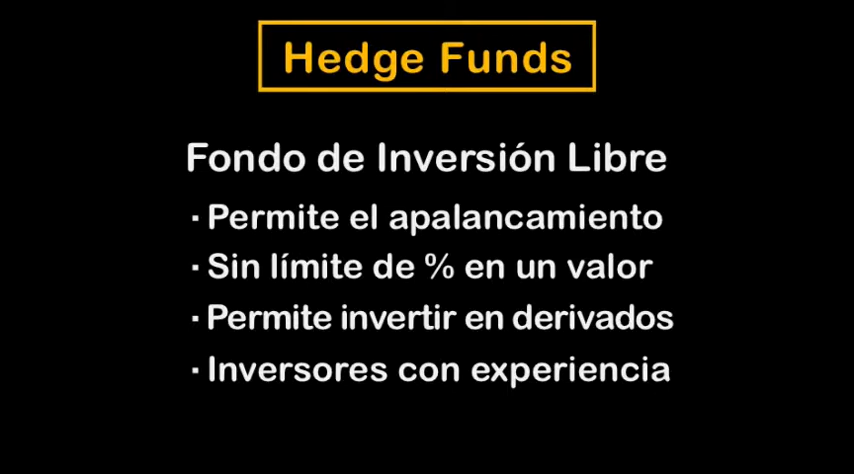 Hedge Funds
Fondo de Inversión Libre
· Permite el apalancamiento
· Sin límite de % en un valor
· Permite invertir en derivados
· Inversores con experiencia